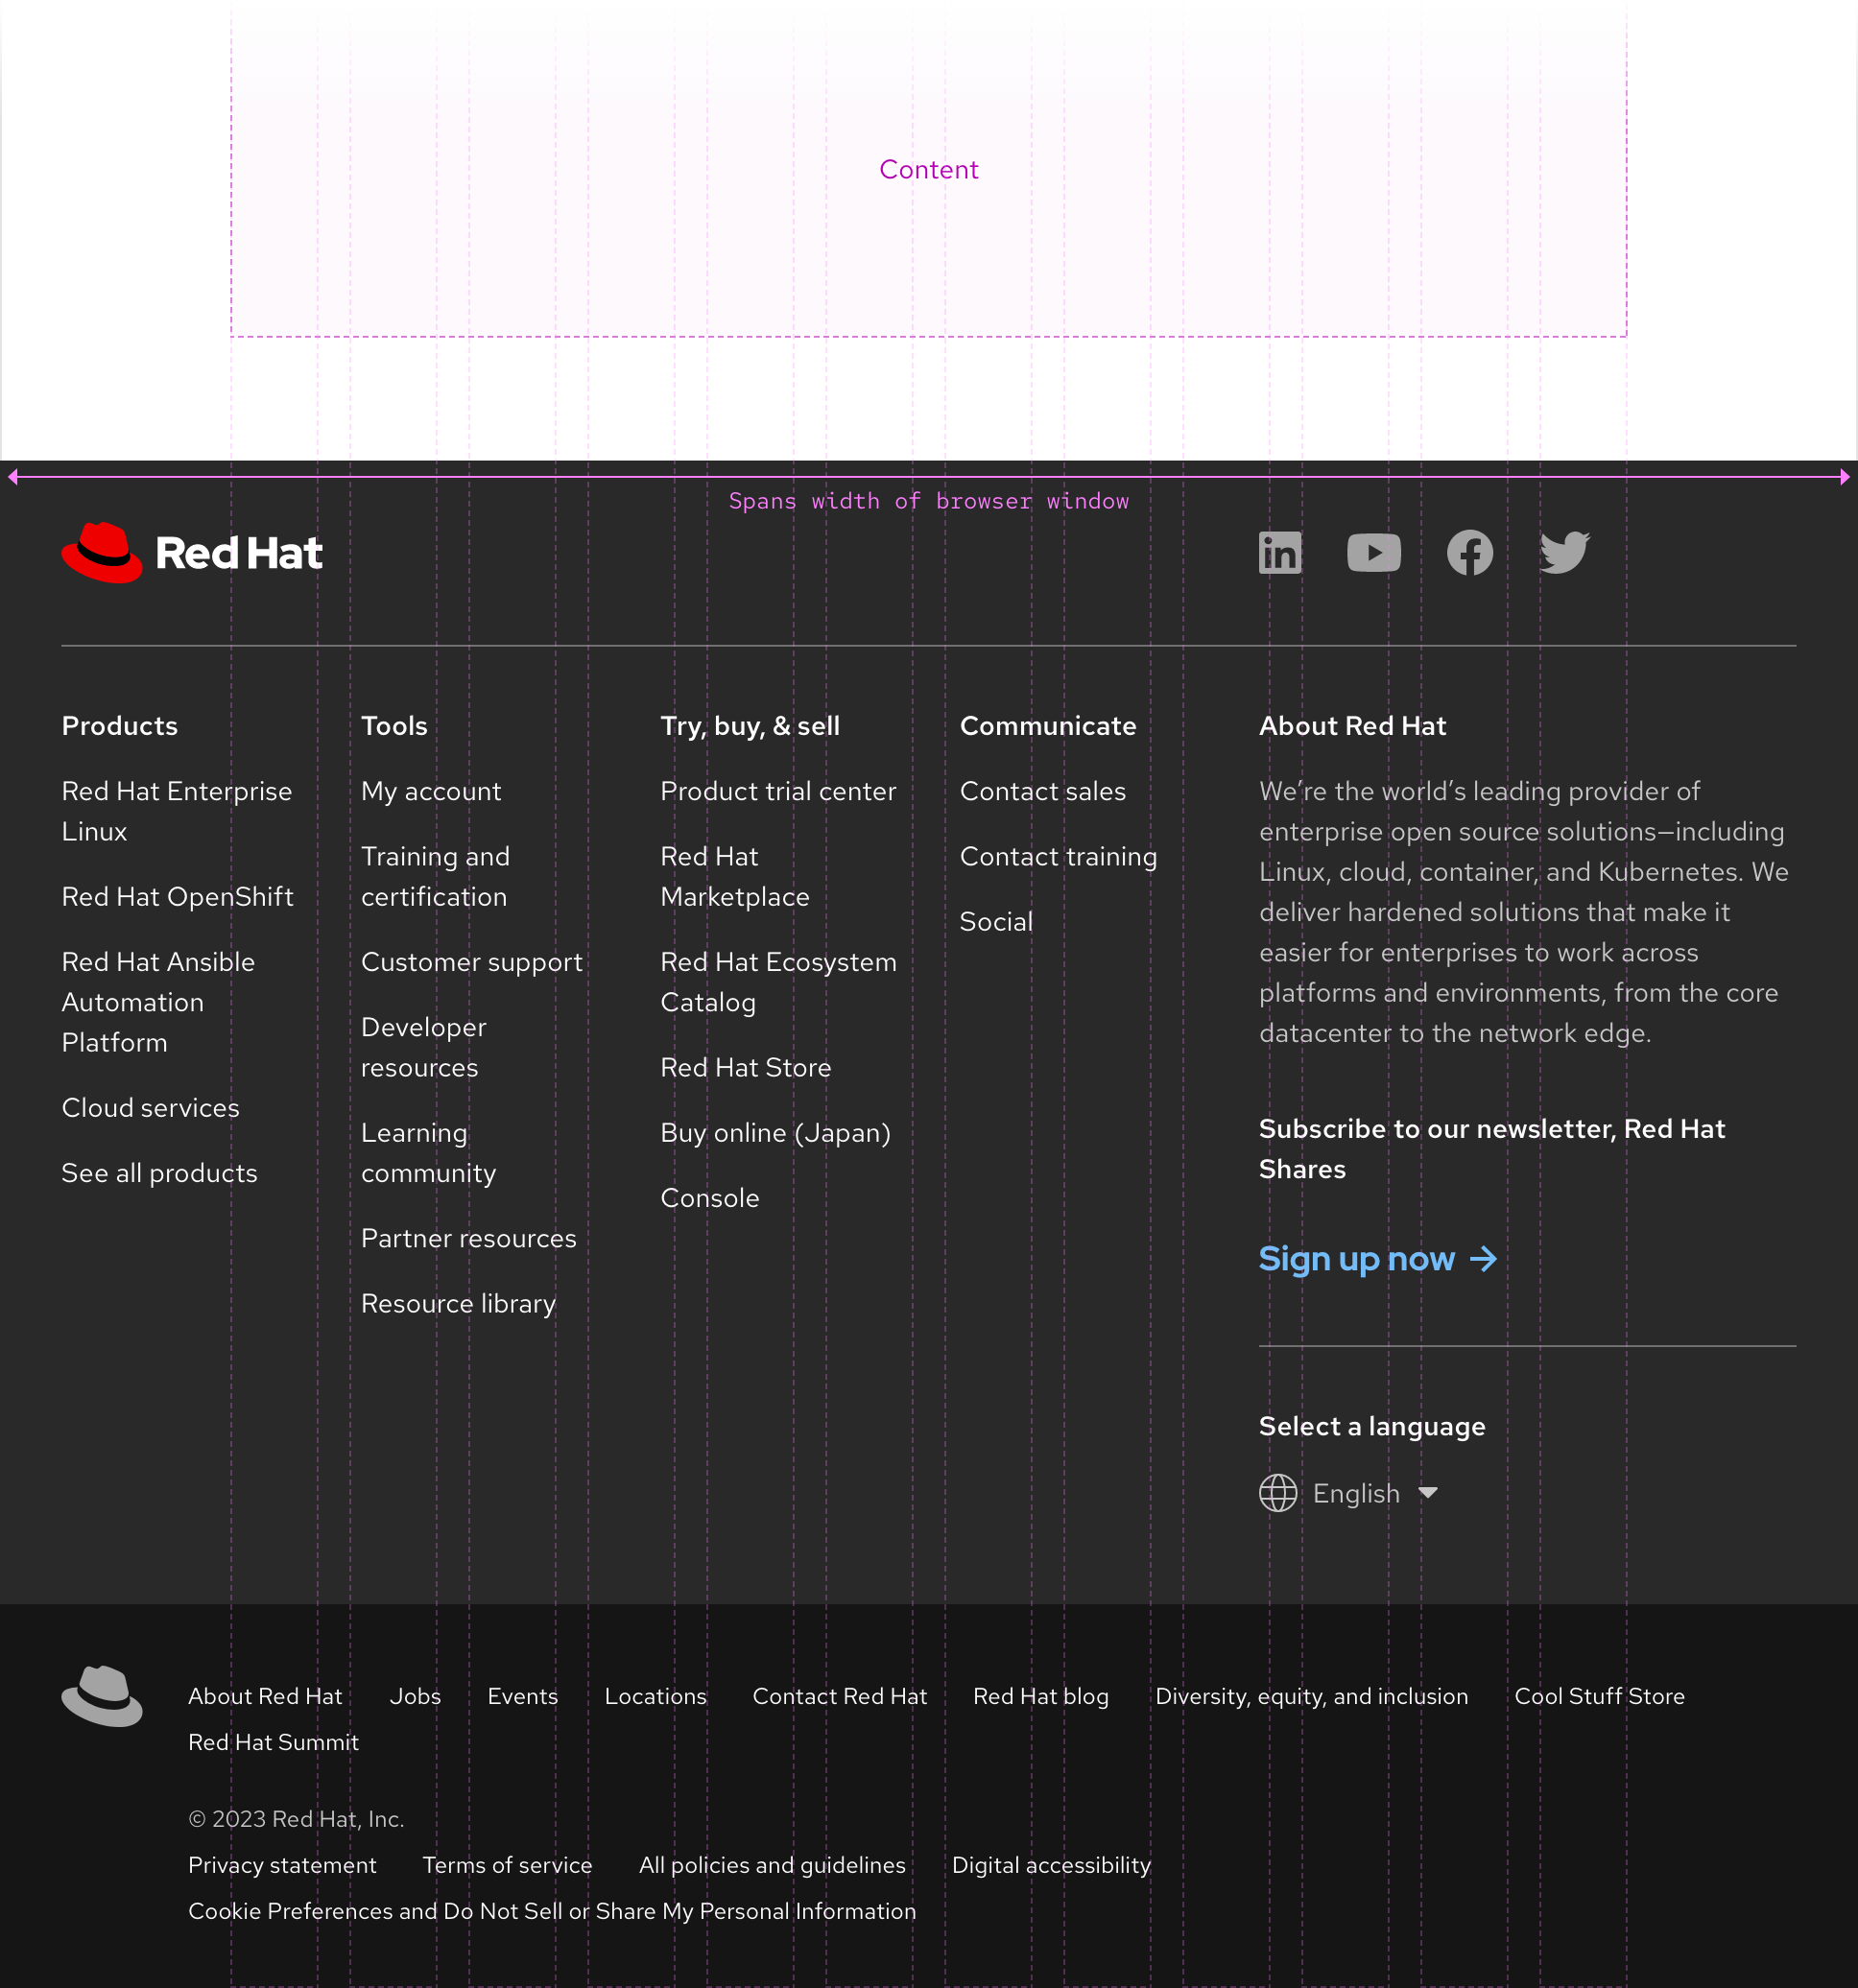 Content
Spans width of browser window
Red Hat
Products
Red Hat Enterprise
Linux
Red Hat OpenShift
Red Hat Ansible
Automation
Platform
Cloud services
See all products
Tools
My account
Training and
certification
Customer support
Developer
resources
Learning
community
Partner resources
Resource library
Try, buy, & sell
Product trial center
Red Hat
Marketplace
Red Hat Ecosystem
Catalog
Red Hat Store
Buy online (Japan)
Console
Communicate
Contact sales
Contact training
Social
About Red Hat
We’re the world’s leading provider of
enterprise open source solutions—including
Linux, cloud, container, and Kubernetes. We
deliver hardened solutions that make it
easier for enterprises to work across
platforms and environments, from the core
datacenter to the network edge.
Subscribe to our newsletter, Red Hat
Shares
Sign up now
Select a language
English
About Red Hat Jobs Events Locations Contact Red Hat Red Hat blog Diversity, equity, and inclusion Cool Stuff Store
Red Hat Summit
© 2023 Red Hat, Inc.
Privacy statement Terms of service All policies and guidelines Digital accessibility
Cookie Preferences and Do Not Sell or Share My Personal Information